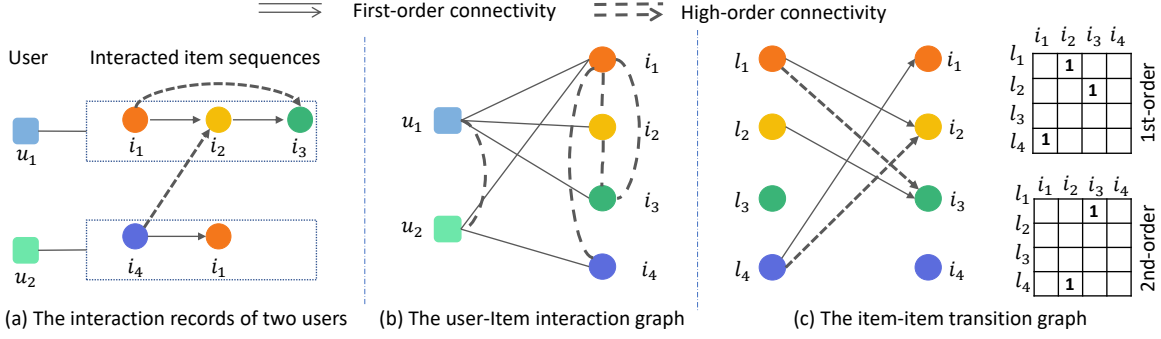 First-order connectivity
High-order connectivity
User
Interacted item sequences
u₁
i₁
i₂
i₃
u₂
i₄
i₁
(a) The interaction records of two users
u₁
u₂
i₁
i₂
i₃
i₄
(b) The user-Item interaction graph
l₁
l₂
l₃
l₄
i₁
i₂
i₃
i₄
(c) The item-item transition graph
i₁ i₂ i₃ i₄
l₁ 1
l₂ 1
l₃
l₄ 1
1st-order
i₁ i₂ i₃ i₄
l₁ 1
l₂
l₃
l₄ 1
2nd-order